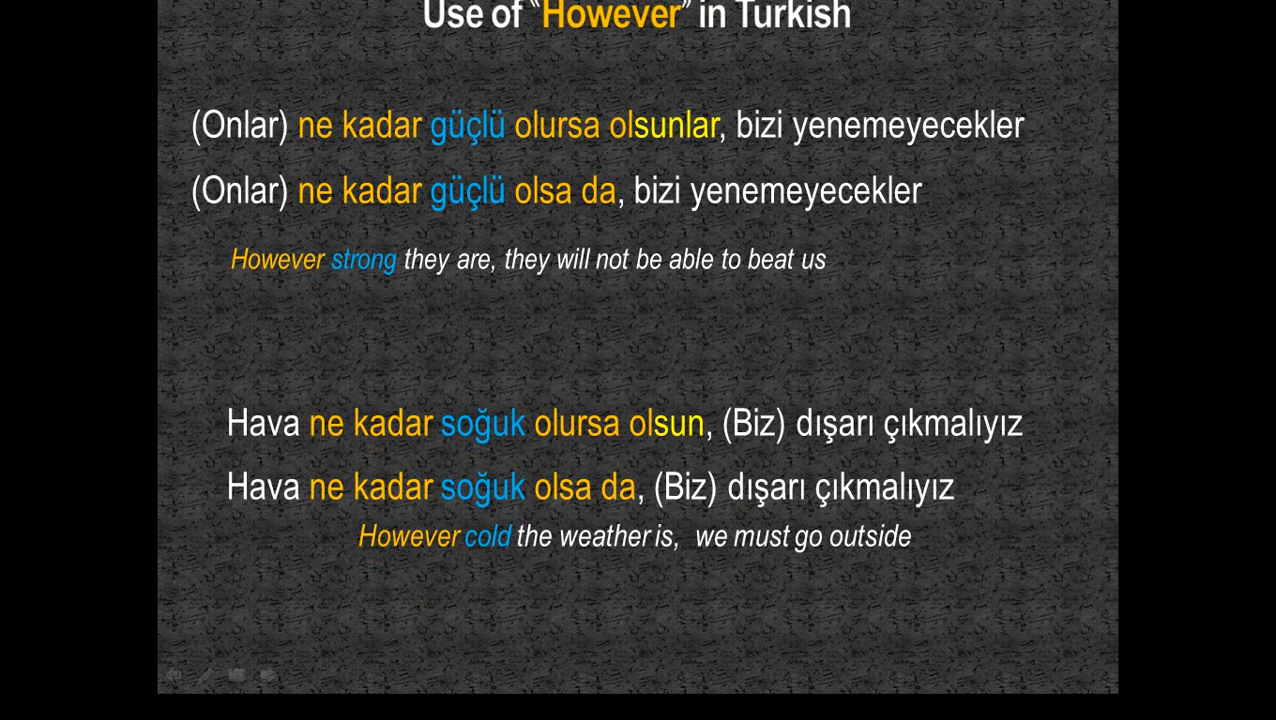 Use of “However” in Turkish
(Onlar) ne kadar güçlü olursa olsunlar, bizi yenemeyecekler
(Onlar) ne kadar güçlü olsa da, bizi yenemeyecekler
However strong they are, they will not be able to beat us
Hava ne kadar soğuk olursa olsun, (Biz) dışarı çıkmalıyız
Hava ne kadar soğuk olsa da, (Biz) dışarı çıkmalıyız
However cold the weather is, we must go outside